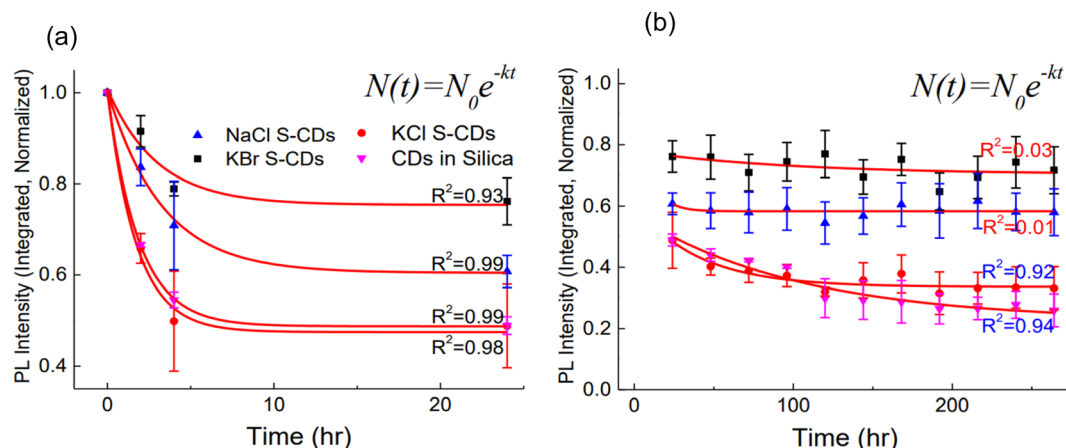 (a)
PL Intensity (Integrated, Normalized)
1.0
0.8
0.6
0.4
N(t)=N₀e⁻ᵏᵗ
NaCl S-CDs
KCl S-CDs
KBr S-CDs
CDs in Silica
R²=0.93
R²=0.99
R²=0.99
R²=0.98
0
10
20
Time (hr)
(b)
PL Intensity (Integrated, Normalized)
1.0
0.8
0.6
0.4
0.2
0.0
N(t)=N₀e⁻ᵏᵗ
R²=0.03
R²=0.01
R²=0.92
R²=0.94
0
100
200
Time (hr)